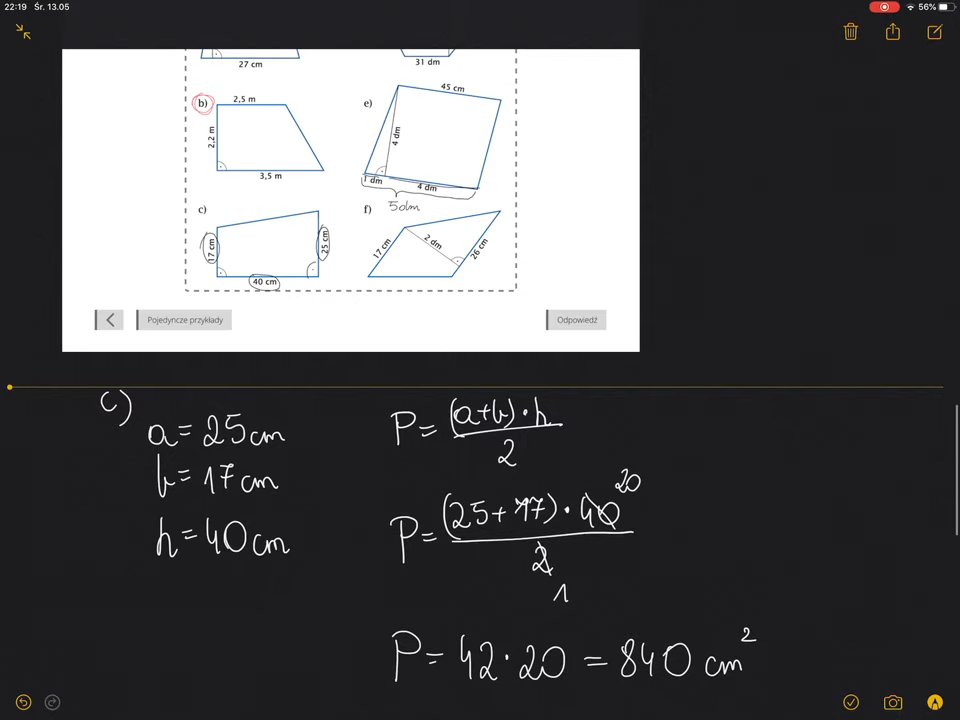 22:19 Śr. 13.05
56%
27 cm
31 dm
b)
2,5 m
2,2 m
3,5 m
e)
45 cm
4 dm
1 dm
4 dm
5 dm
c)
17 cm
25 cm
40 cm
f)
17 cm
2 dm
26 cm
Pojedyncze przykłady
Odpowiedź
c)
a = 25 cm
b = 17 cm
h = 40 cm
P = (a+b)·h
2
P = (25+17)·40 20
2
1
P = 42·20 = 840 cm²